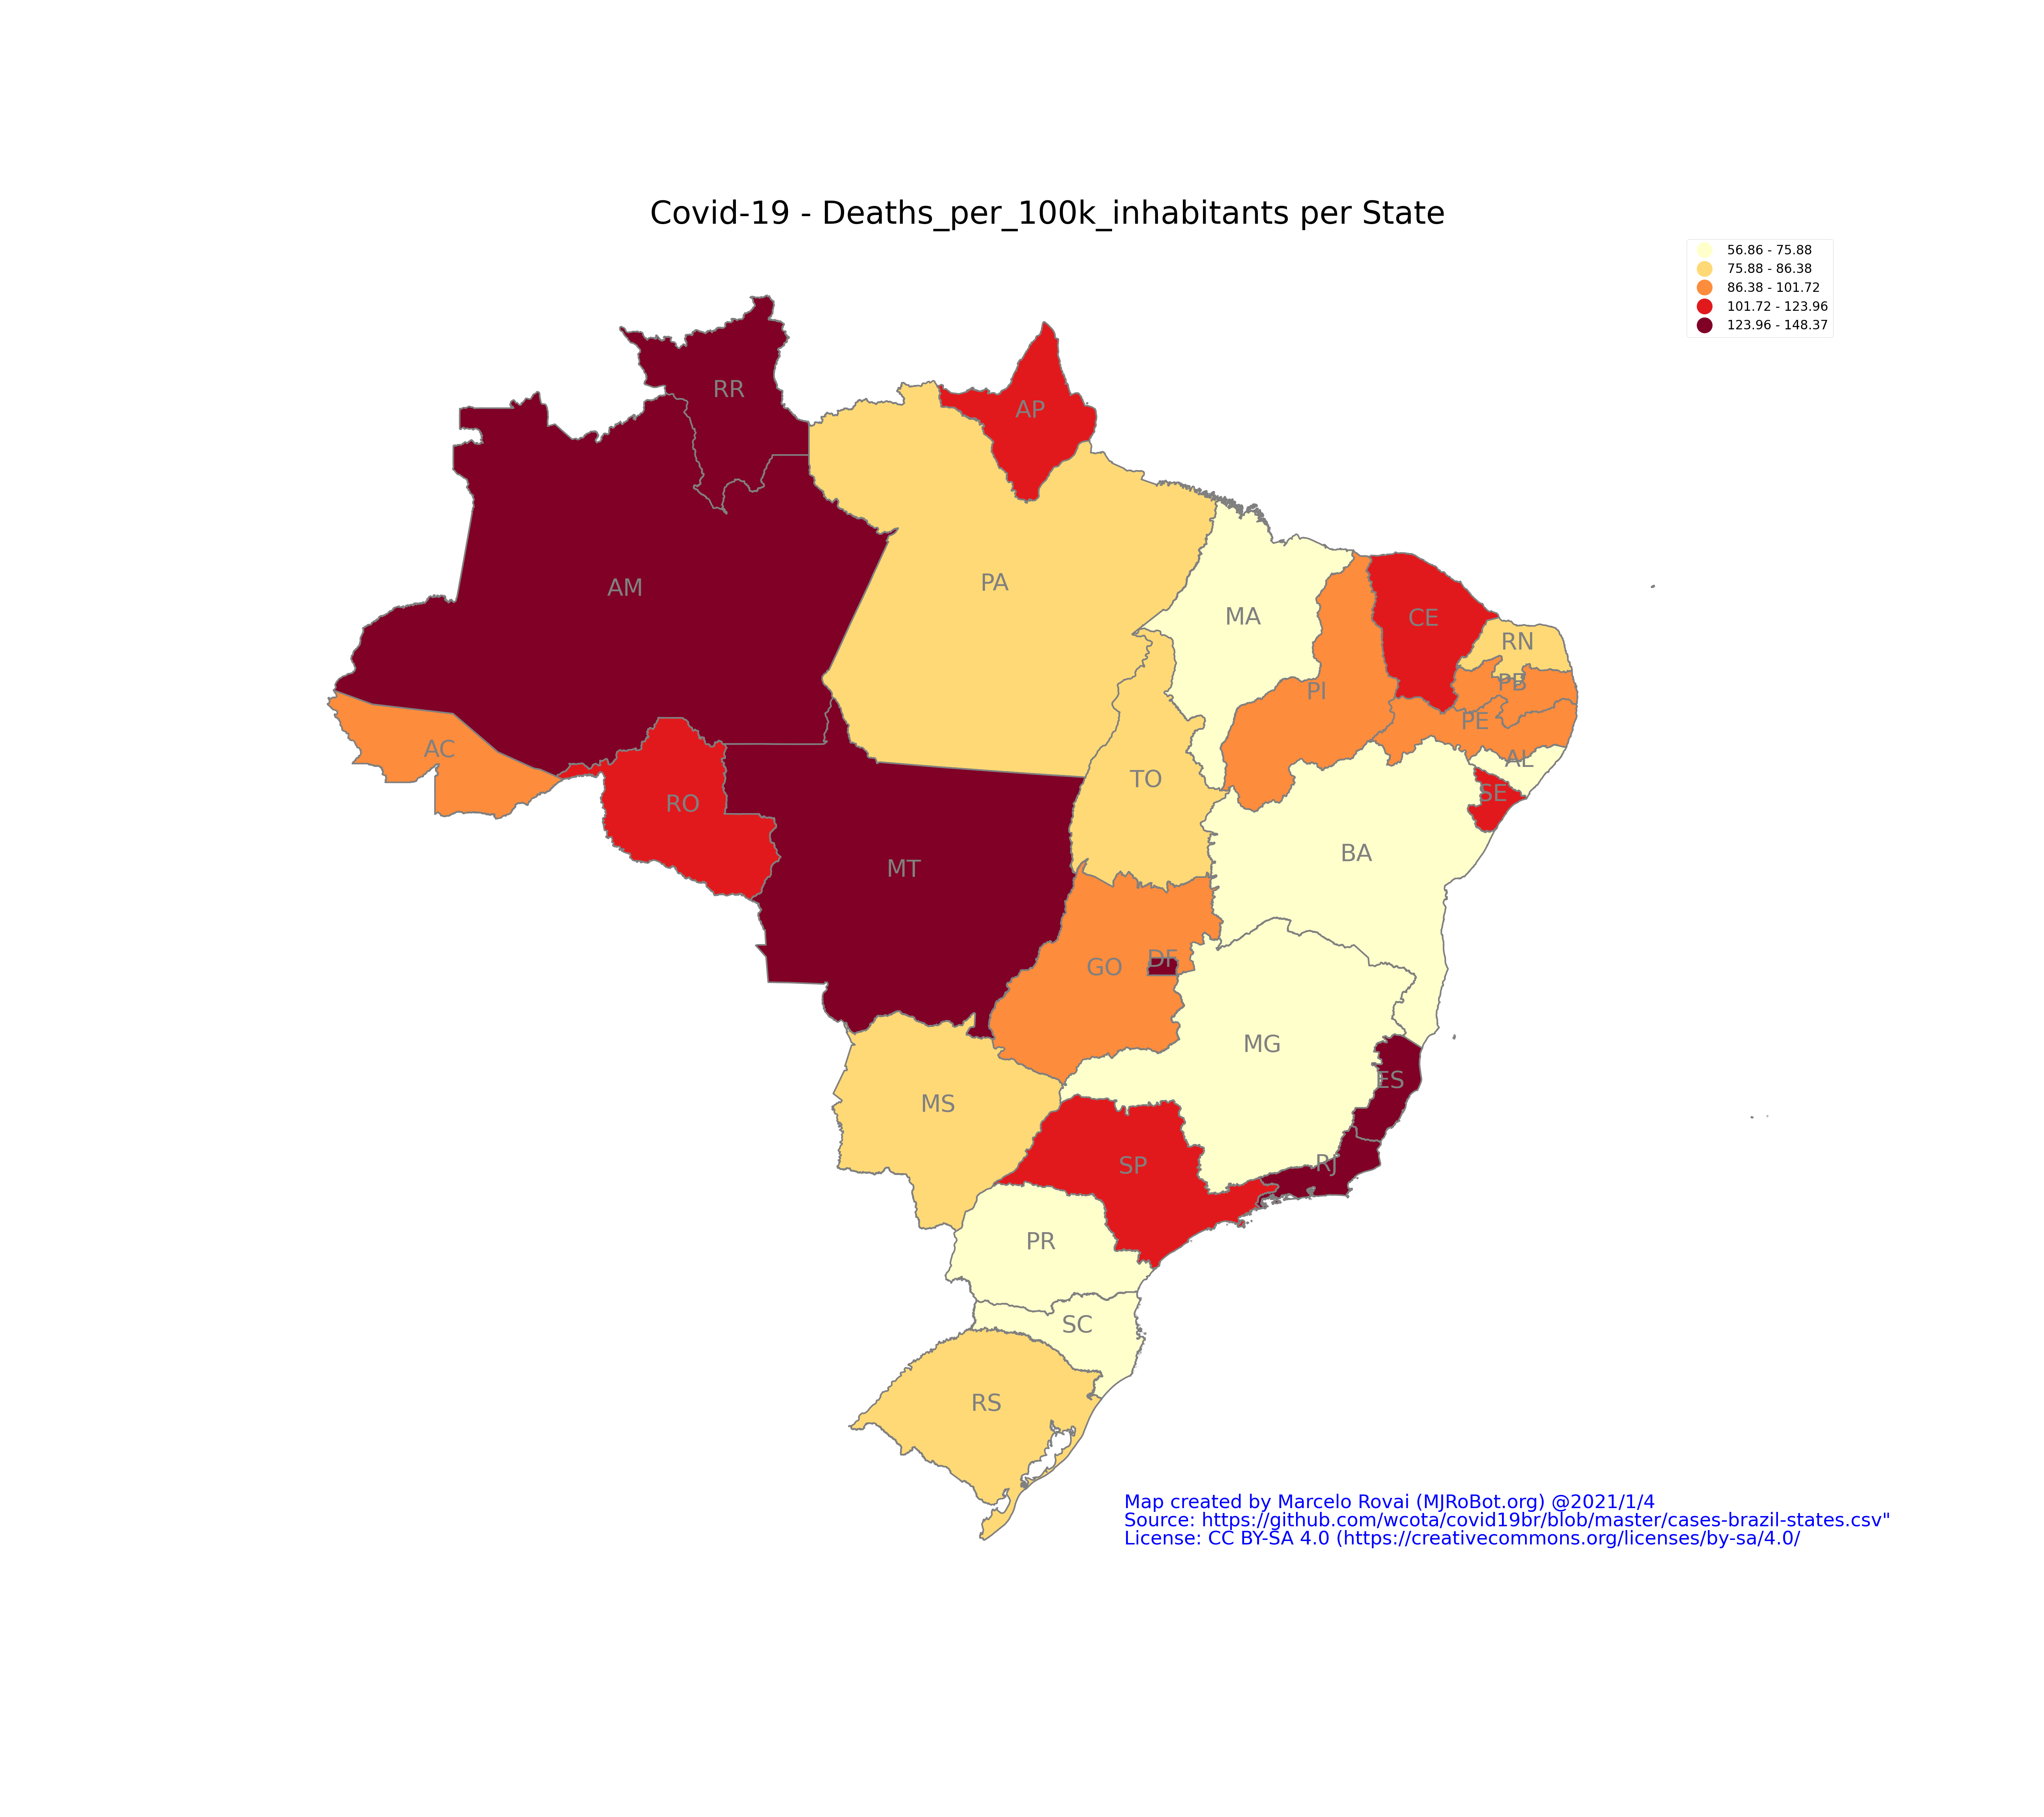 Covid-19 - Deaths_per_100k_inhabitants per State
56.86 - 75.88
75.88 - 86.38
86.38 - 101.72
101.72 - 123.96
123.96 - 148.37
RR
AP
AM
PA
MA
CE
RN
PI
PB
PE
AC
AL
TO
SE
RO
BA
MT
DF
GO
MG
ES
MS
RJ
SP
PR
SC
RS
Map created by Marcelo Rovai (MJRoBot.org) @2021/1/4
Source: https://github.com/wcota/covid19br/blob/master/cases-brazil-states.csv"
License: CC BY-SA 4.0 (https://creativecommons.org/licenses/by-sa/4.0/